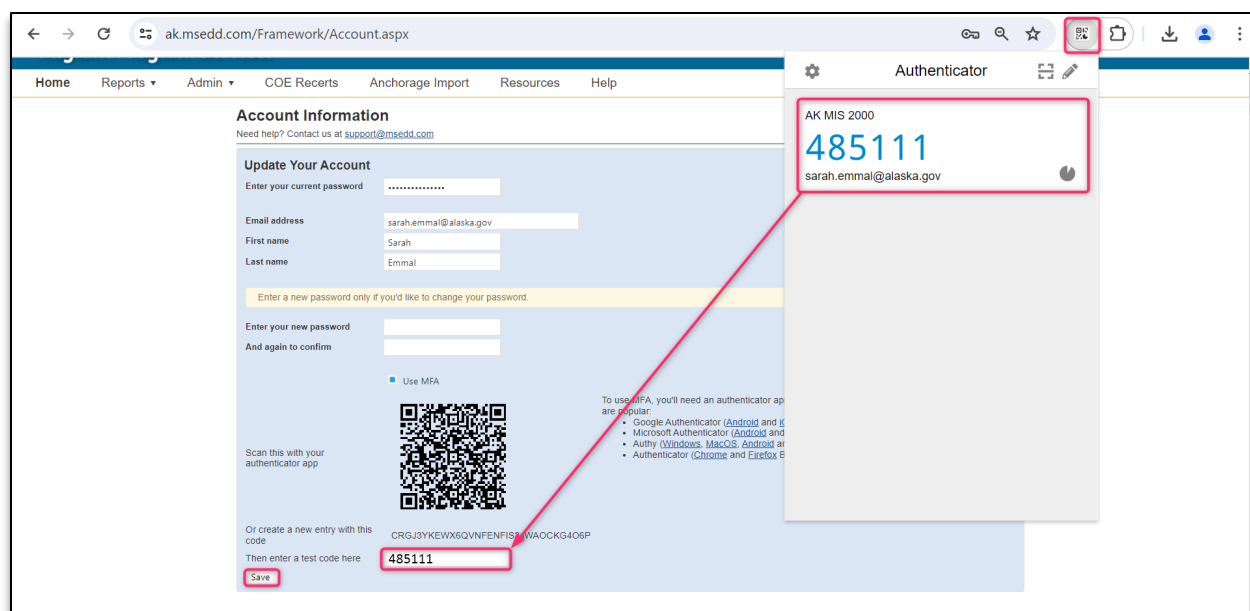 ak.msedd.com/Framework/Account.aspx
Home Reports ▾ Admin ▾ COE Recerts Anchorage Import Resources Help
Authenticator
AK MIS 2000
485111
sarah.emmal@alaska.gov
Account Information
Need help? Contact us at support@msedd.com
Update Your Account
Enter your current password ••••••••••••••
Email address sarah.emmal@alaska.gov
First name Sarah
Last name Emmal
Enter a new password only if you'd like to change your password.
Enter your new password
And again to confirm
Use MFA
To use MFA, you'll need an authenticator ap
are popular:
• Google Authenticator (Android and
• Microsoft Authenticator (Android and
• Authy (Windows, MacOS, Android
• Authenticator (Chrome and Firefox
Scan this with your
authenticator app
Or create a new entry with this
code
Then enter a test code here 485111
Save